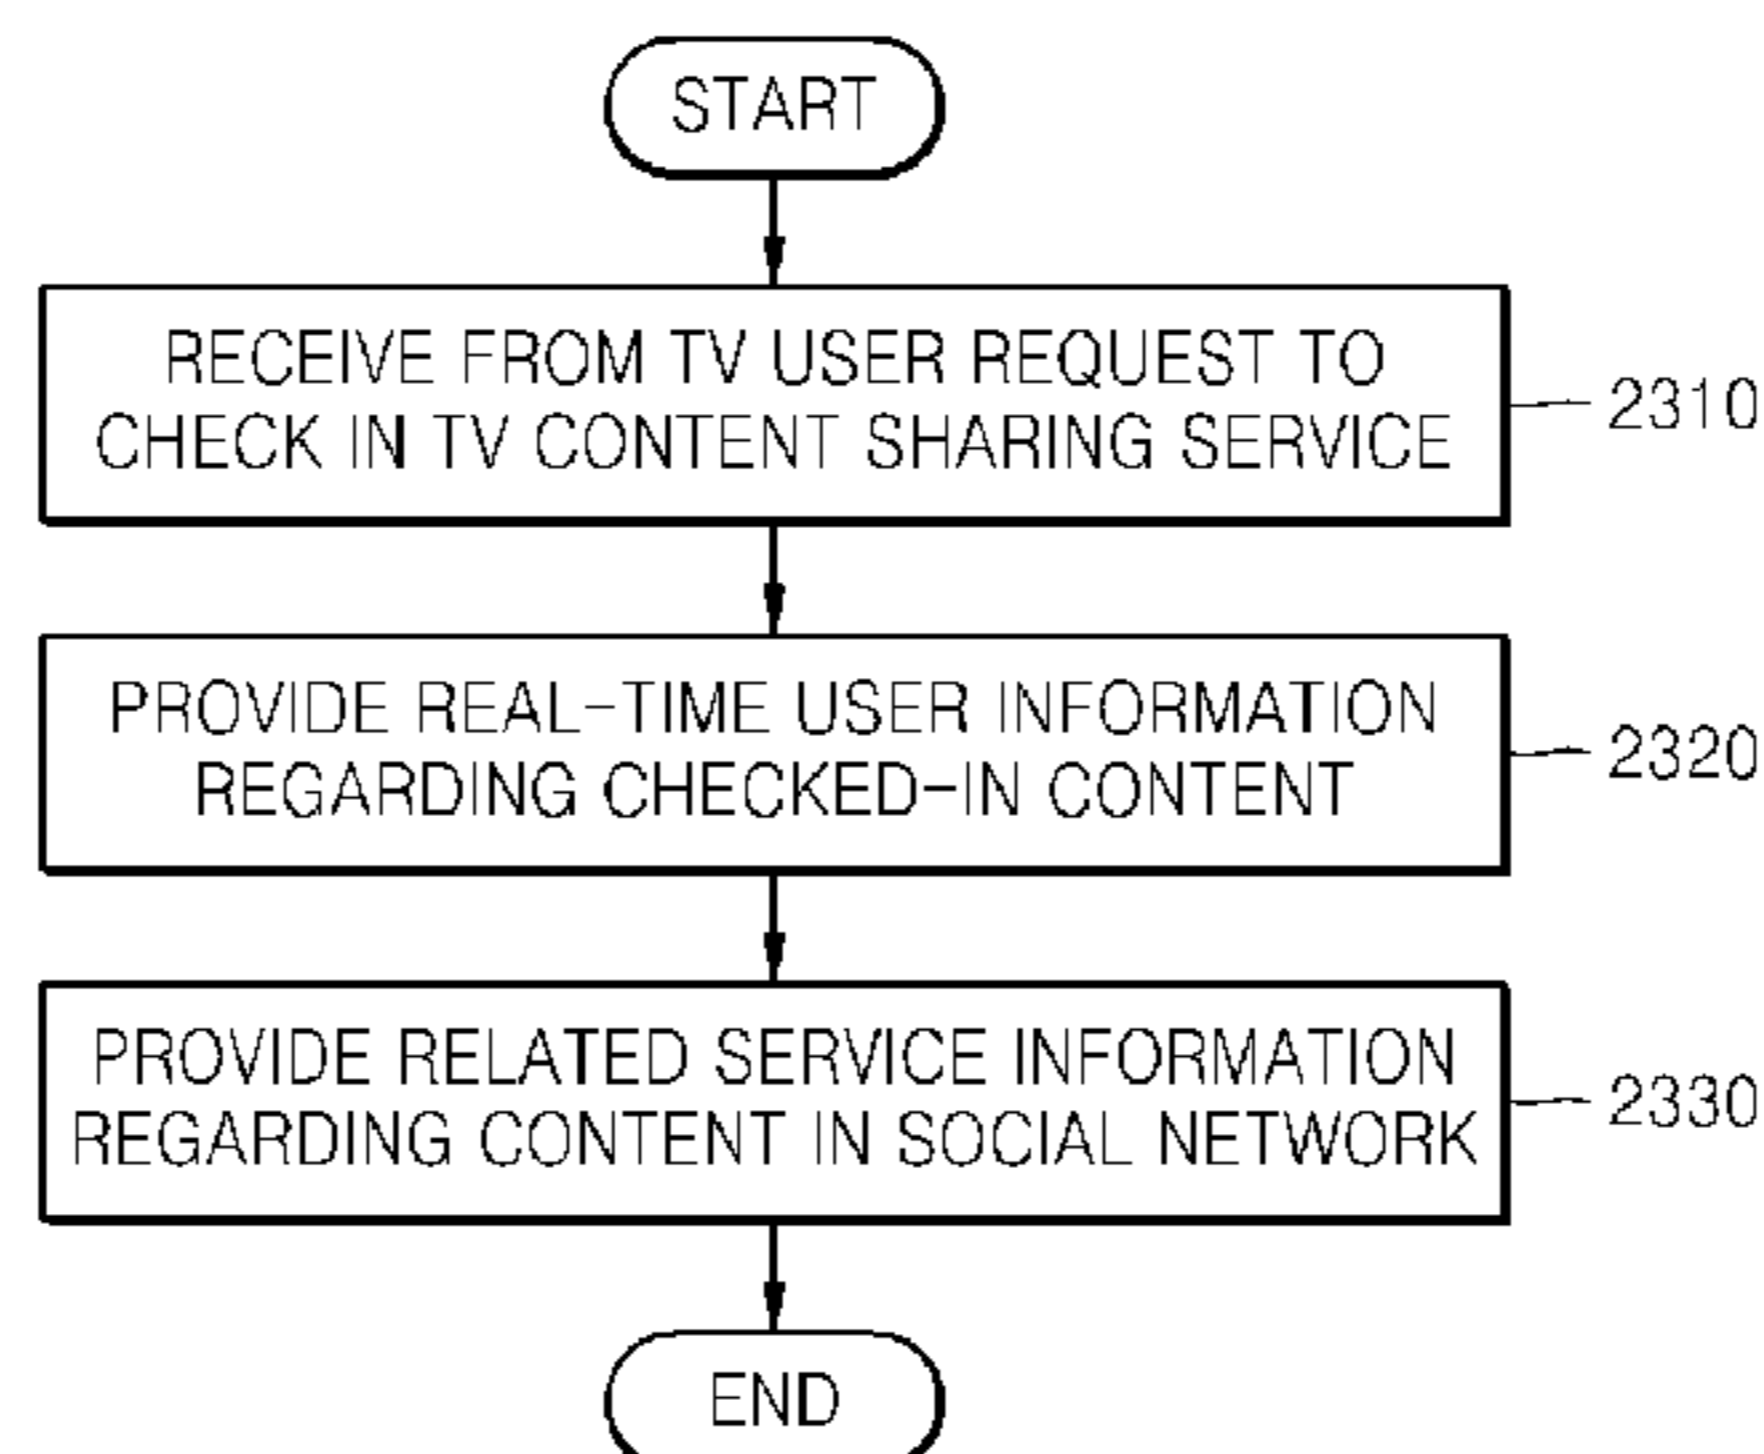 START
RECEIVE FROM TV USER REQUEST TO
CHECK IN TV CONTENT SHARING SERVICE
2310
PROVIDE REAL-TIME USER INFORMATION
REGARDING CHECKED-IN CONTENT
2320
PROVIDE RELATED SERVICE INFORMATION
REGARDING CONTENT IN SOCIAL NETWORK
2330
END